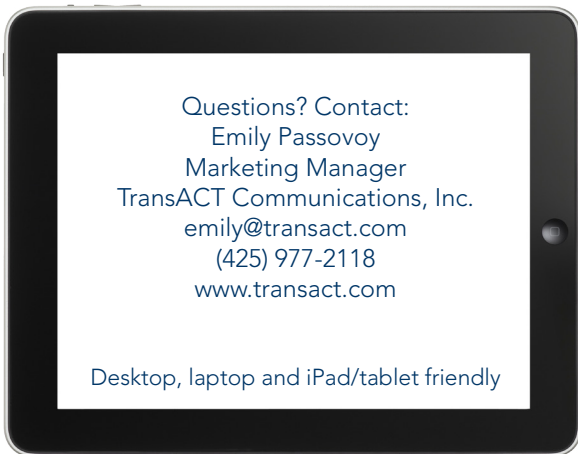 Questions? Contact:
Emily Passovoy
Marketing Manager
TransACT Communications, Inc.
emily@transact.com
(425) 977-2118
www.transact.com
Desktop, laptop and iPad/tablet friendly